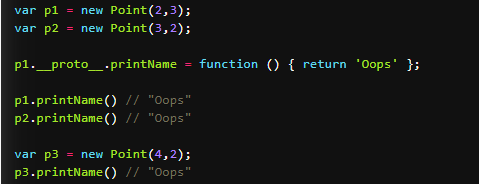 var p1 = new Point(2,3);
var p2 = new Point(3,2);
p1.__proto__.printName = function () { return 'Oops' };
p1.printName() // "Oops"
p2.printName() // "Oops"
var p3 = new Point(4,2);
p3.printName() // "Oops"